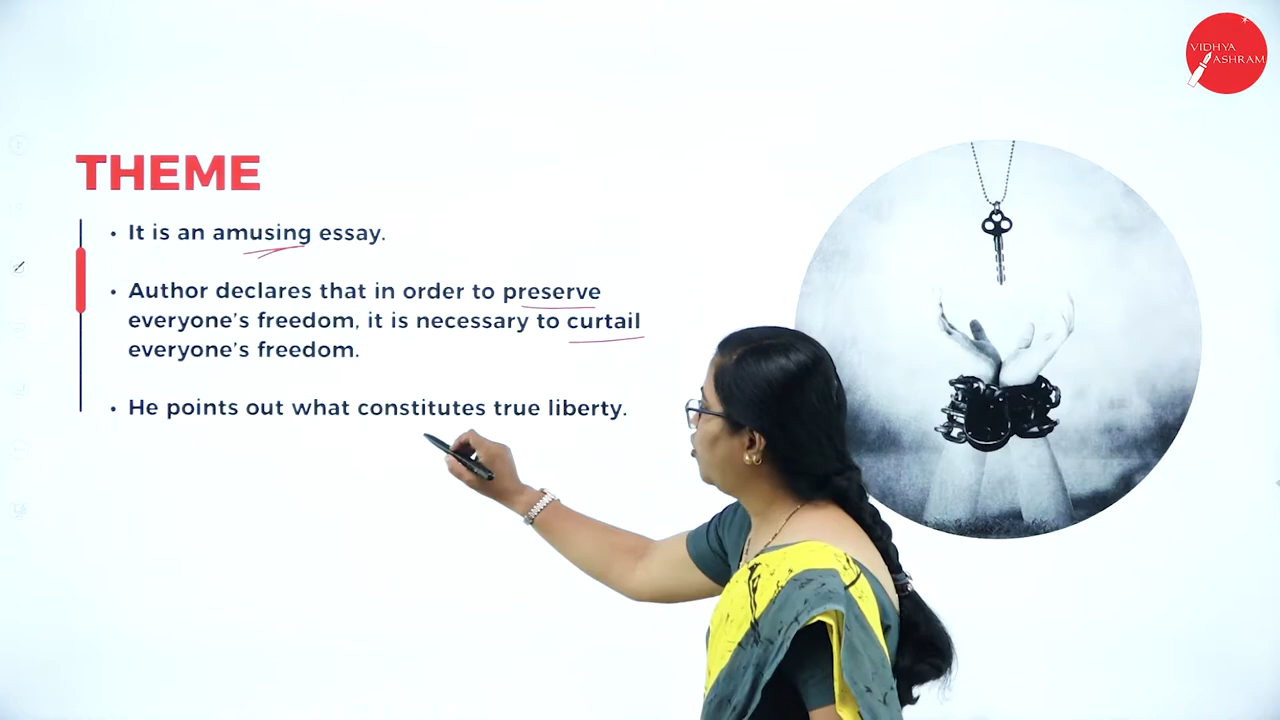 VIDHYA
ASHRAM
THEME
• It is an amusing essay.
• Author declares that in order to preserve
everyone's freedom, it is necessary to curtail
everyone's freedom.
• He points out what constitutes true liberty.